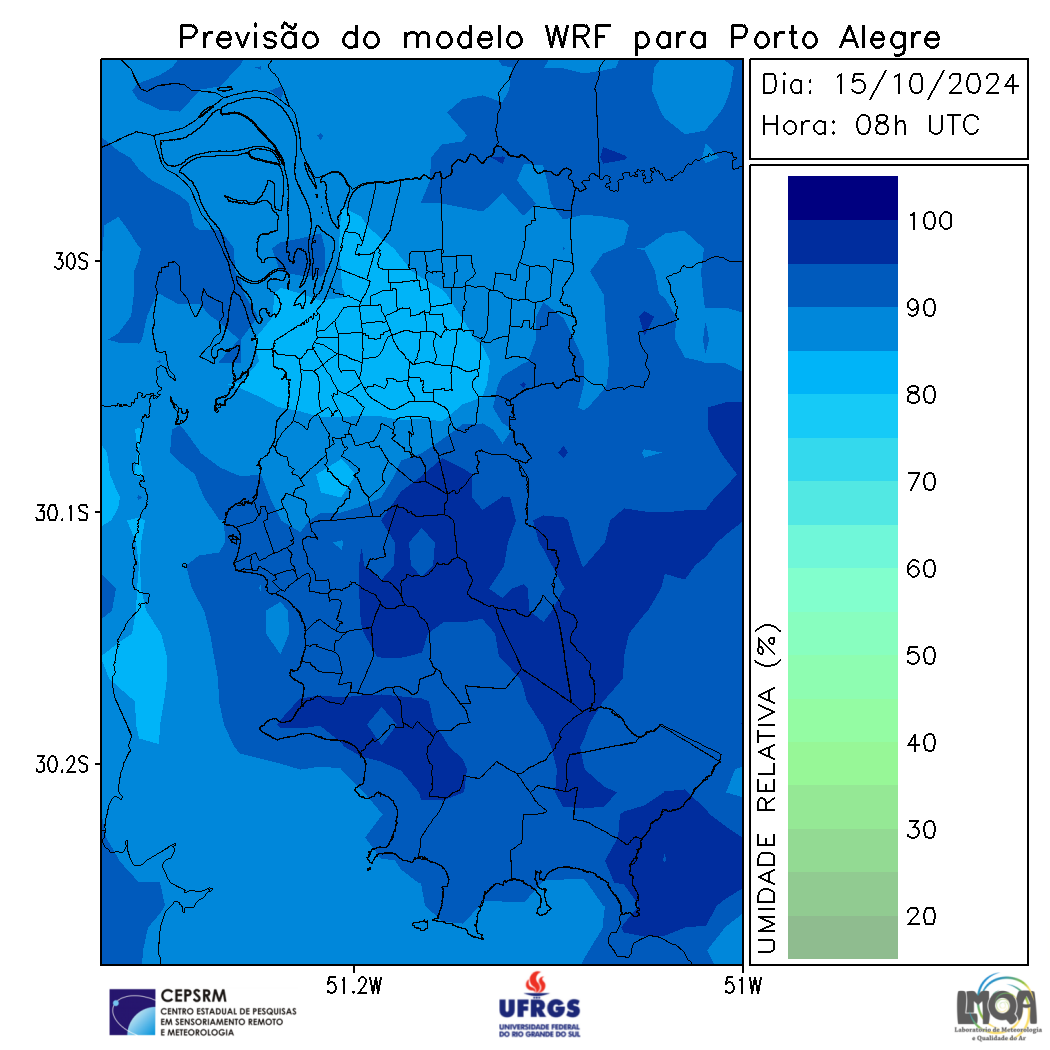 Previsão do modelo WRF para Porto Alegre
Dia: 15/10/2024
Hora: 08h UTC
30S
30.1S
30.2S
51.2W
51W
UMIDADE RELATIVA (%)
100
90
80
70
60
50
40
30
20
CEPSRM
CENTRO ESTADUAL DE PESQUISAS
EM SENSORIAMENTO REMOTO
E METEOROLOGIA
UFRGS
UNIVERSIDADE FEDERAL
DO RIO GRANDE DO SUL
LMQA
Laboratório de Meteorologia
e Qualidade do Ar